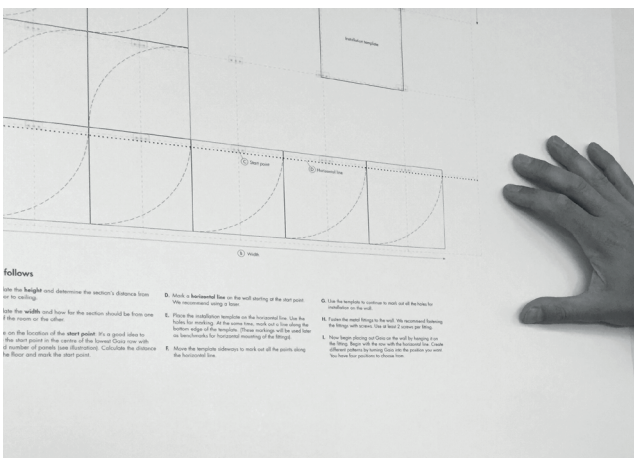 Installation template
C Start point
Horizontal line
Width
follows
late the height and determine the section's distance from
or to ceiling.
late the width and how far the section should be from one
f the room or the other.
e on the location of the start point. It's a good idea to
the start point in the centre of the lowest Gaia row with
d number of panels (see illustration). Calculate the distance
he floor and mark the start point.
D. Mark a horizontal line on the wall starting at the start point.
We recommend using a laser.
E. Place the installation template on the horizontal line. Use the
holes for marking. At the same time, mark out a line along the
bottom edge of the template. (These markings will be used later
as benchmarks for horizontal mounting of the fittings).
F. Move the template sideways to mark out all the points along
the horizontal line.
G. Use the template to continue to mark out all the holes for
installation on the wall.
H. Fasten the metal fittings to the wall. We recommend fastening
the fittings with screws. Use at least 2 screws per fitting.
I. Now begin placing out Gaia on the wall by hanging it on
the fitting. Begin with the row with the horizontal line. Create
different patterns by turning Gaia into the position you want.
You have four positions to choose from.